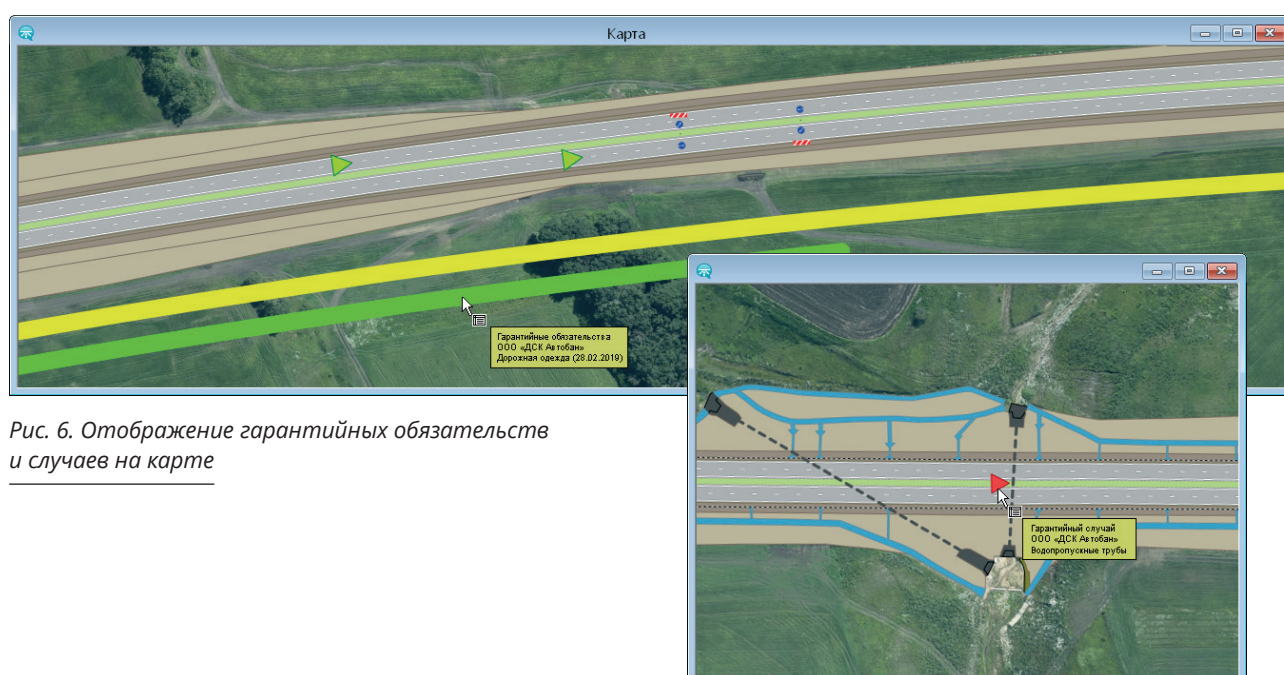 Карта
Гарантийные обязательства
ООО «ДСК Автобан»
Дорожная одежда (28.02.2019)
Рис. 6. Отображение гарантийных обязательств
и случаев на карте
Гарантийный случай
ООО «ДСК Автобан»
Водопропускные трубы